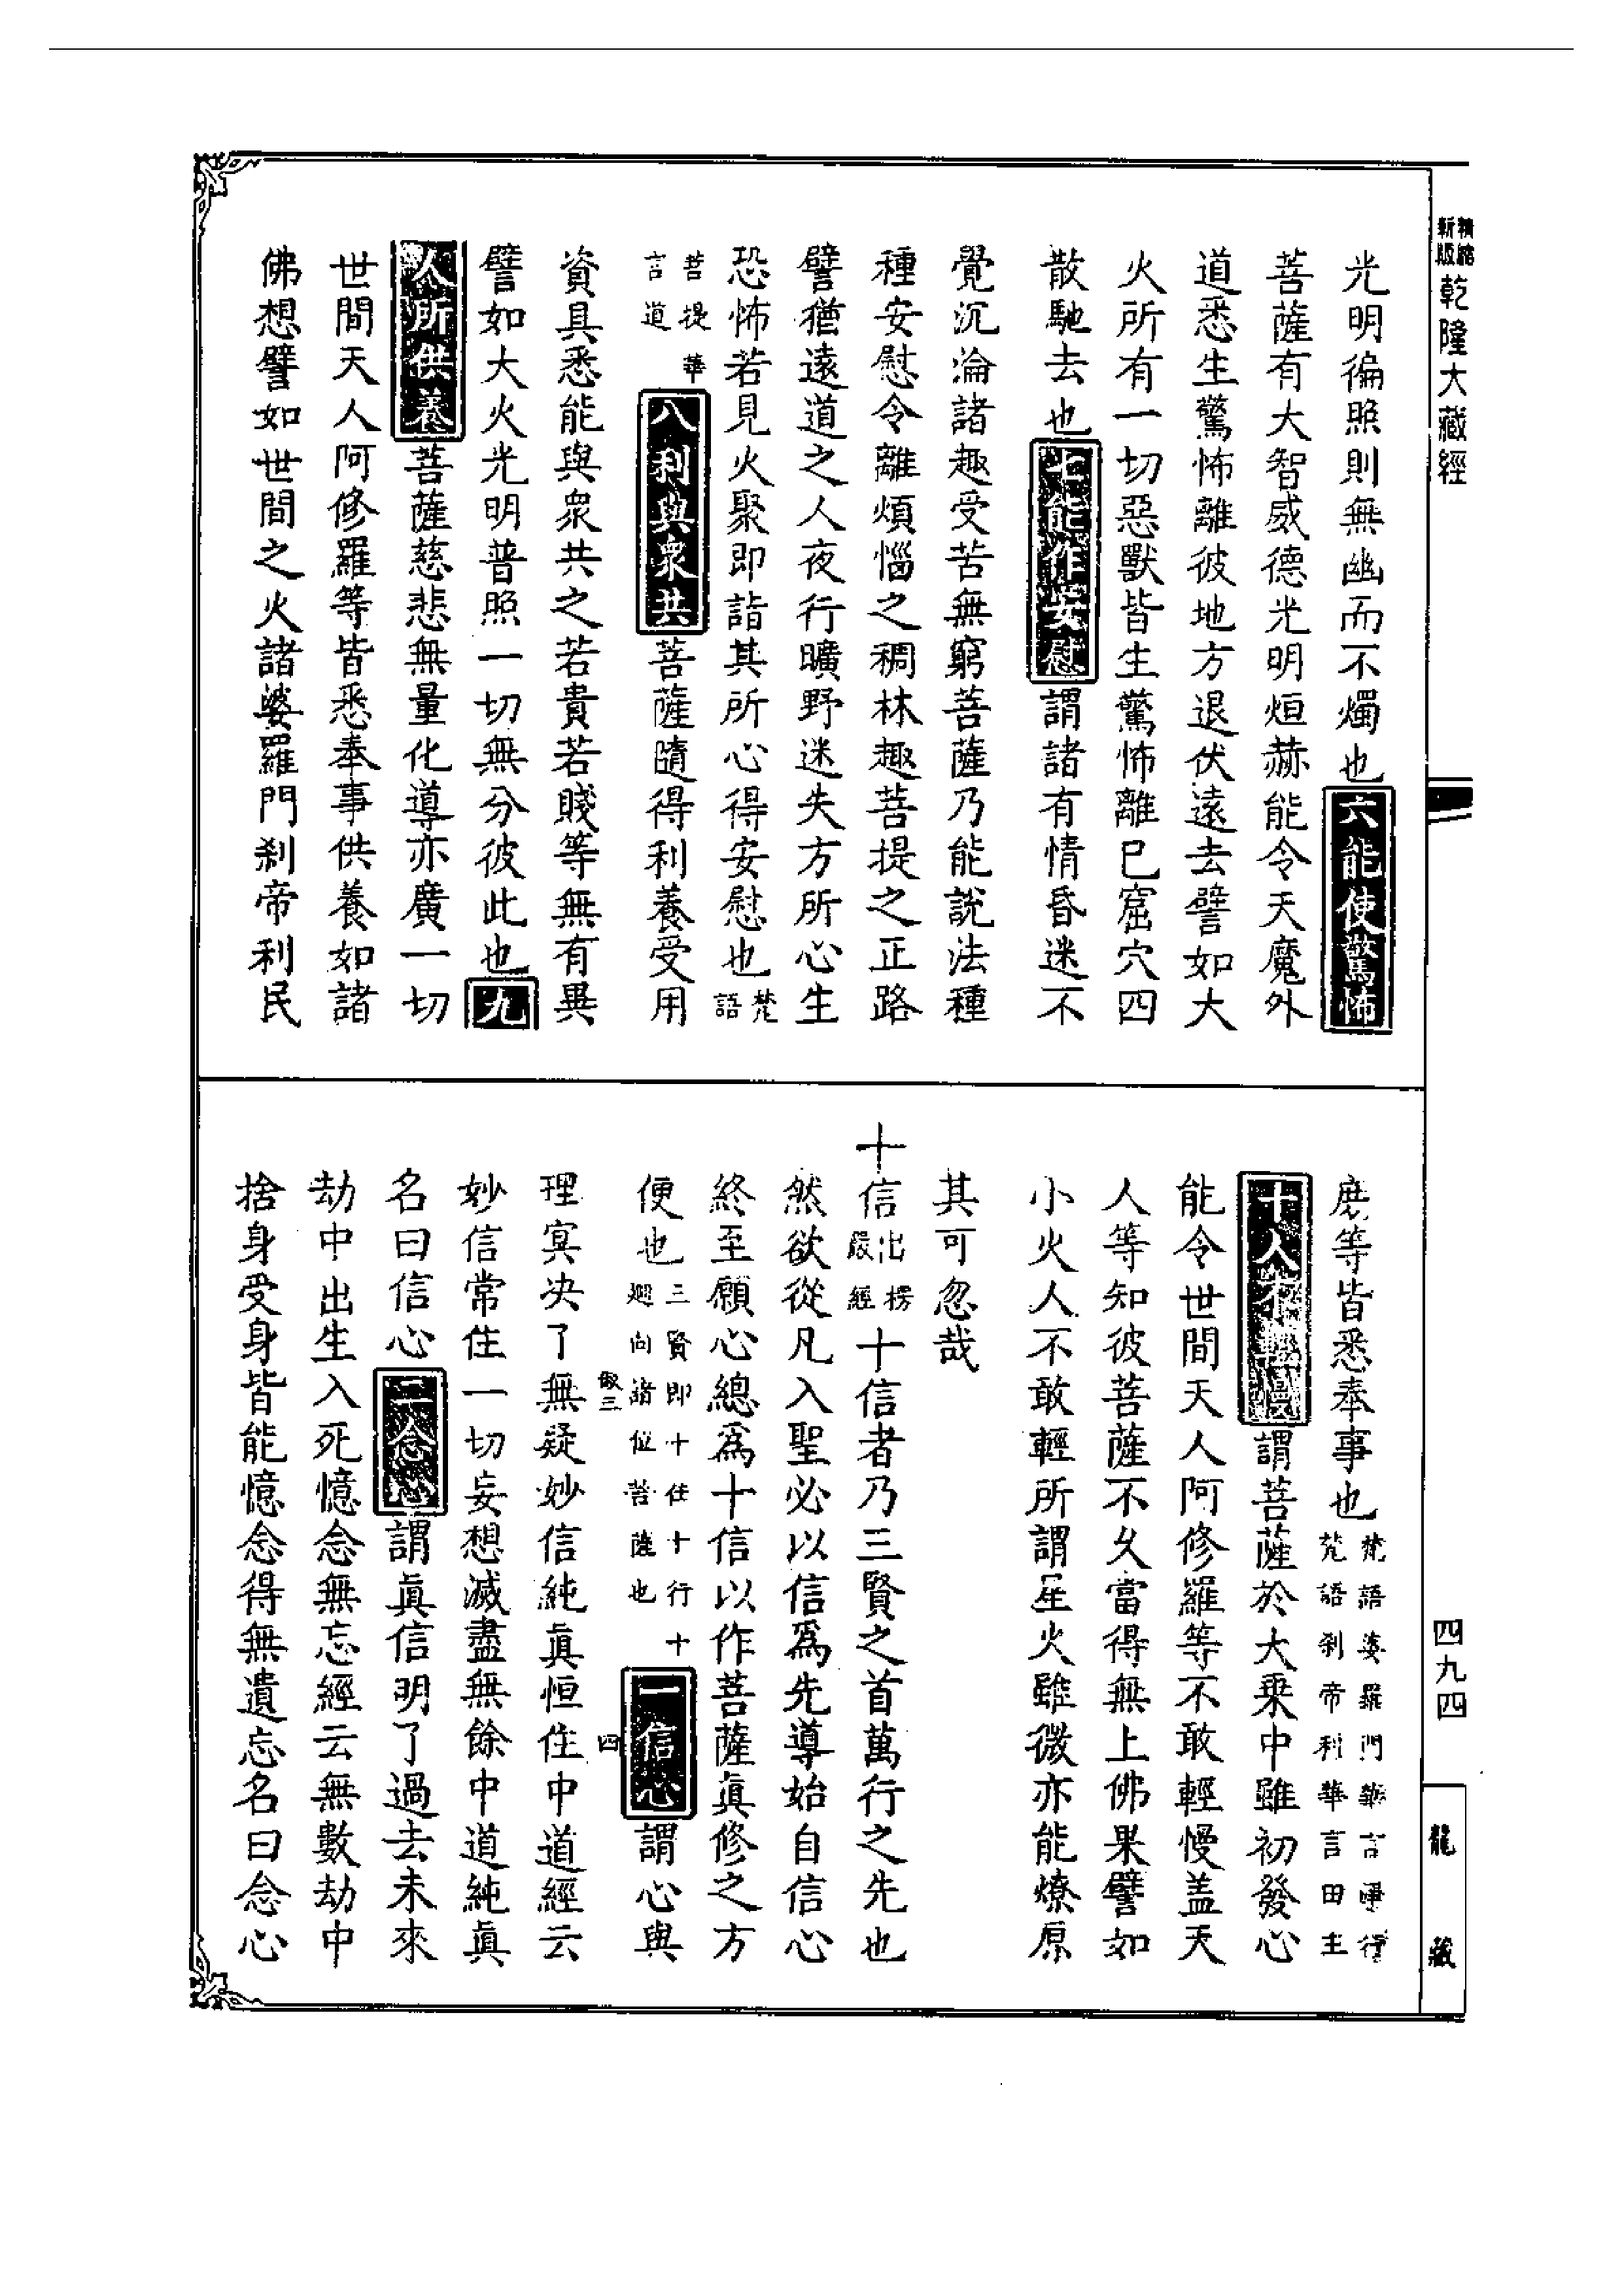 精縮
新版
乾隆大藏經
光明徧照則無幽而不燭也六能使驚怖
菩薩有大智威德光明烜赫能令天魔外
道悉生驚怖離彼地方退伏遠去譬如大
火所有一切惡獸皆生驚怖離巳窟穴四
散馳去也七能作安慰謂諸有情昏迷不
覺沉淪諸趣受苦無窮菩薩乃能說法種
種安慰令離煩惱之稠林趣菩提之正路
譬猶遠道之人夜行曠野迷失方所心生
恐怖若見火聚即詣其所心得安慰也梵語
菩提華言道八利與衆共菩薩隨得利養受用
資具悉能與衆共之若貴若賤等無有異
譬如大火光明普照一切無分彼此也九
人所供養菩薩慈悲無量化導亦廣一切
世間天人阿修羅等皆悉奉事供養如諸
佛想譬如世間之火諸婆羅門刹帝利民
庶等皆悉奉事也梵語婆羅門華言淨行梵語刹帝利華言田主
十人不輕慢謂菩薩於大乗中雖初發心
能令世間天人阿修羅等不敢輕慢盖天
人等知彼菩薩不乆當得無上佛果譬如
小火人不敢輕所謂星火雖微亦能燎原
其可忽哉
十信出楞嚴經十信者乃三賢之首萬行之先也
然欲從凡入聖必以信爲先導始自信心
終至願心總爲十信以作菩薩眞修之方
便也三賢即十住十行十廻向諸位菩薩也一信心謂心與
理冥决了無疑妙信純眞恒住中道經云
妙信常住一切妄想滅盡無餘中道純眞
名曰信心二念心謂眞信明了過去未來
劫中出生入死憶念無忘經云無數劫中
捨身受身皆能憶念得無遺忘名曰念心
四九四
龍藏